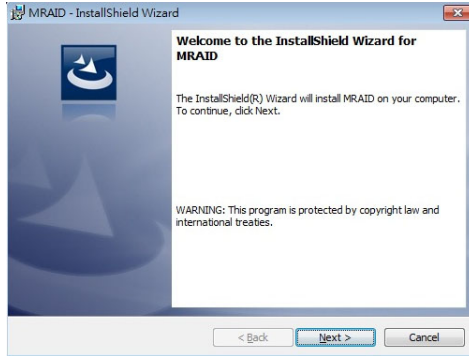 MRAID - InstallShield Wizard
Welcome to the InstallShield Wizard for
MRAID
The InstallShield(R) Wizard will install MRAID on your computer.
To continue, click Next.
WARNING: This program is protected by copyright law and
international treaties.
< Back
Next >
Cancel